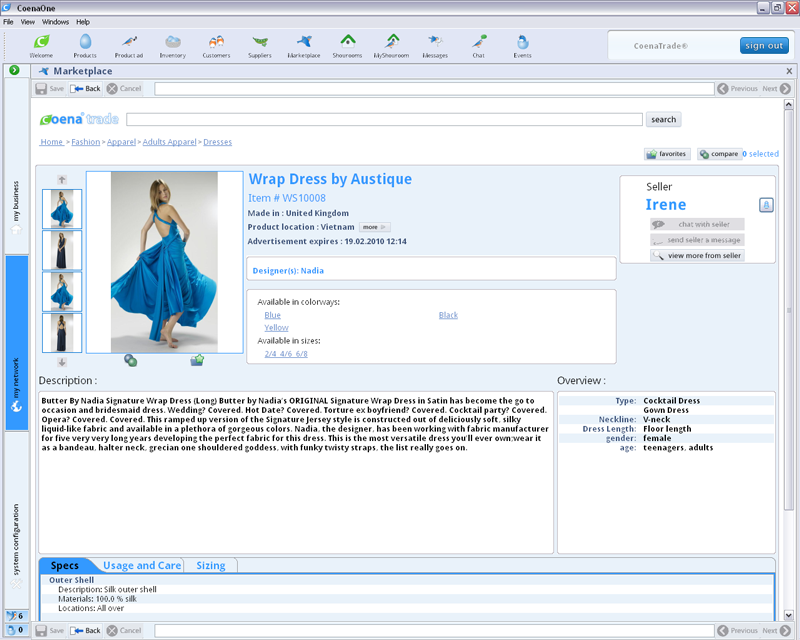 CoenaOne
File View Windows Help
Welcome Products Product ad Inventory Customers Suppliers Marketplace Showrooms MyShowroom Messages Chat Events
CoenaTrade®
sign out
Marketplace
Save Back Cancel Previous Next
coena trade
search
Home > Fashion > Apparel > Adults Apparel > Dresses
favorites compare 0 selected
my business
my network
system configuration
Wrap Dress by Austique
Item # WS10008
Made in : United Kingdom
Product location : Vietnam more
Advertisement expires : 19.02.2010 12:14
Seller
Irene
chat with seller
send seller a message
view more from seller
Designer(s): Nadia
Available in colorways:
Blue Black
Yellow
Available in sizes:
2/4 4/6 6/8
Description :
Butter By Nadia Signature Wrap Dress (Long) Butter by Nadia's ORIGINAL Signature Wrap Dress in Satin has become the go to
occasion and bridesmaid dress. Wedding? Covered. Hot Date? Covered. Torture ex boyfriend? Covered. Cocktail party? Covered.
Opera? Covered. Covered. This ramped up version of the Signature Jersey style is constructed out of deliciously soft, silky
liquid-like fabric and available in a plethora of gorgeous colors. Nadia, the designer, has been working with fabric manufacturer
for five very very long years developing the perfect fabric for this dress. This is the most versatile dress you'll ever own;wear it
as a bandeau, halter neck, grecian one shouldered goddess, with funky twisty straps, the list really goes on.
Overview :
Type: Cocktail Dress
Gown Dress
Neckline: V-neck
Dress Length: Floor length
gender: female
age: teenagers, adults
Specs Usage and Care Sizing
Outer Shell
Description: Silk outer shell
Materials: 100.0 % silk
Locations: All over
6
0
Save Back Cancel Previous Next